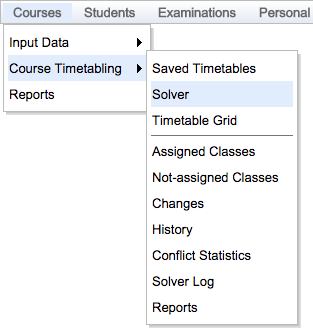 Courses Students Examinations Personal
Input Data
Course Timetabling
Reports
Saved Timetables
Solver
Timetable Grid
Assigned Classes
Not-assigned Classes
Changes
History
Conflict Statistics
Solver Log
Reports